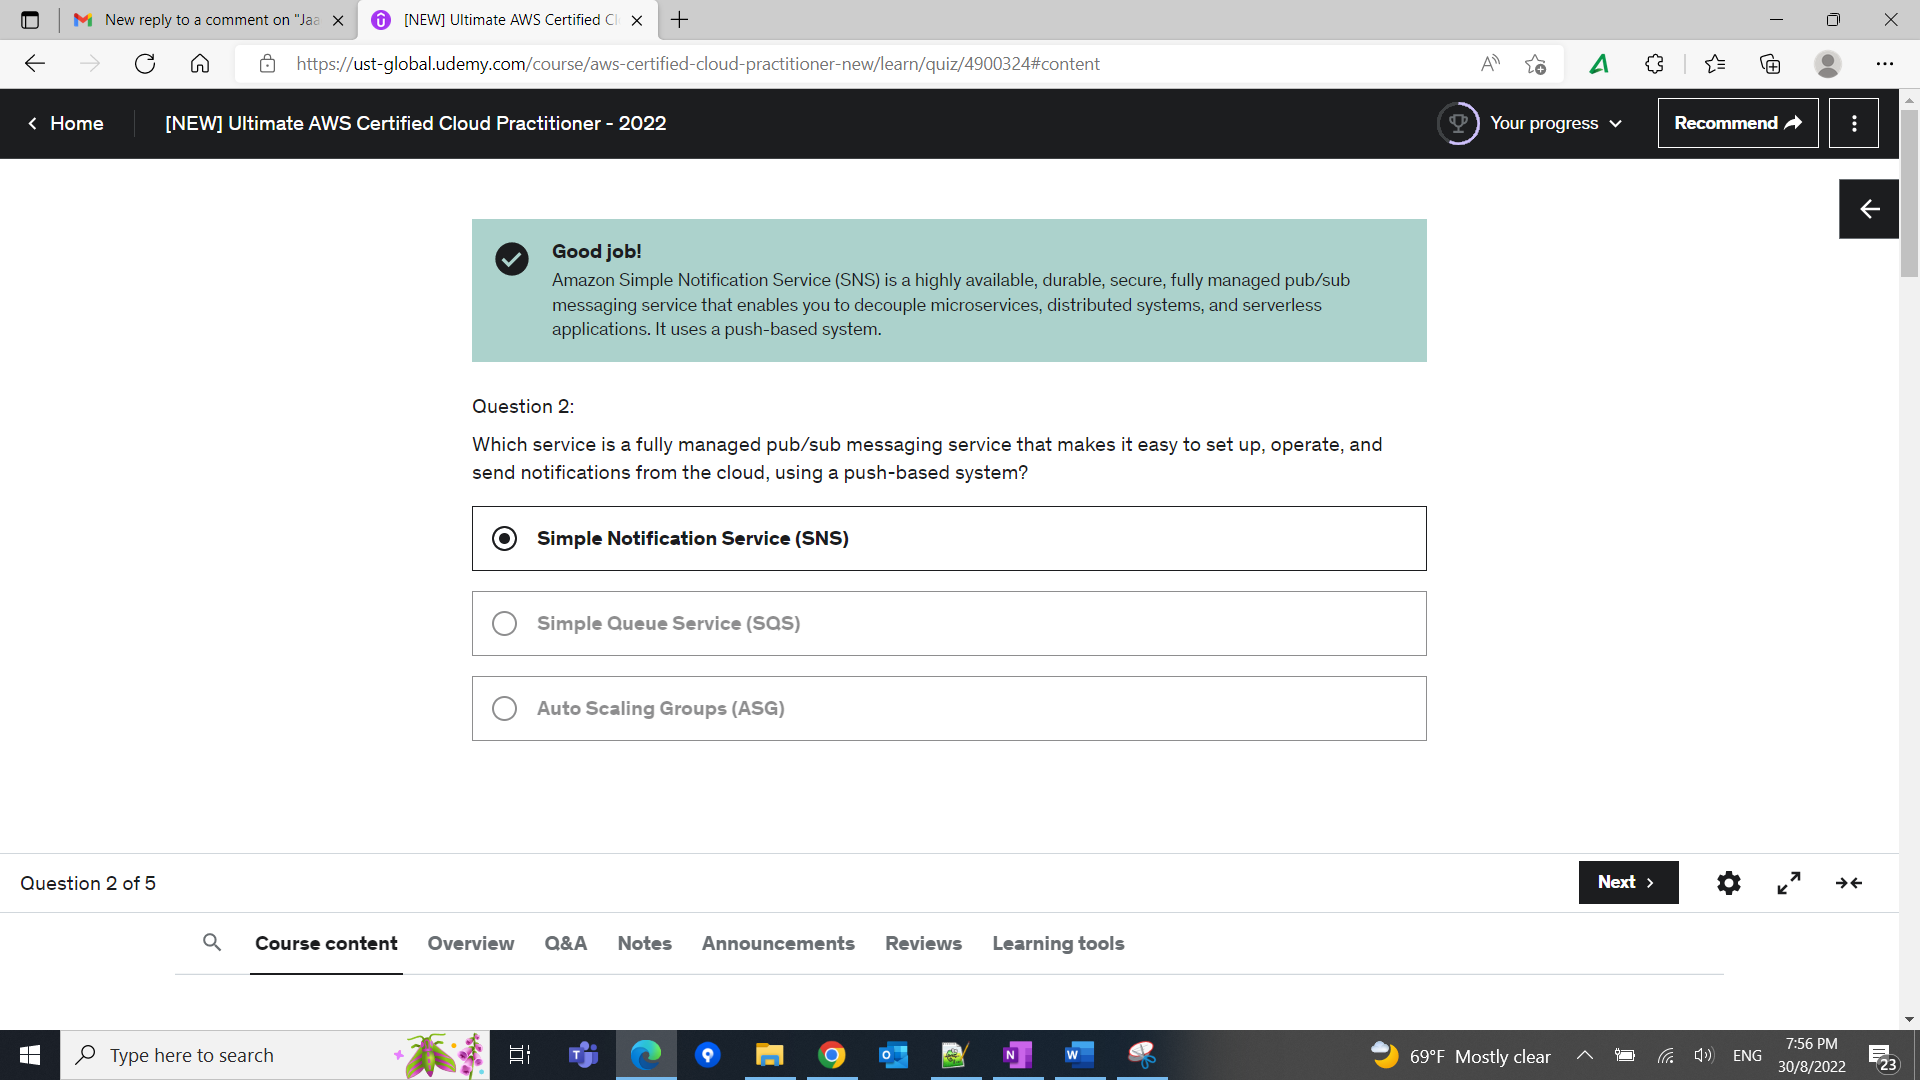 New reply to a comment on "Jaa
[NEW] Ultimate AWS Certified Cl
https://ust-global.udemy.com/course/aws-certified-cloud-practitioner-new/learn/quiz/4900324#content
Home
[NEW] Ultimate AWS Certified Cloud Practitioner - 2022
Your progress
Recommend
Good job!
Amazon Simple Notification Service (SNS) is a highly available, durable, secure, fully managed pub/sub
messaging service that enables you to decouple microservices, distributed systems, and serverless
applications. It uses a push-based system.
Question 2:
Which service is a fully managed pub/sub messaging service that makes it easy to set up, operate, and
send notifications from the cloud, using a push-based system?
Simple Notification Service (SNS)
Simple Queue Service (SQS)
Auto Scaling Groups (ASG)
Question 2 of 5
Next
Course content Overview Q&A Notes Announcements Reviews Learning tools
Type here to search
69°F Mostly clear
ENG
7:56 PM
30/8/2022
23